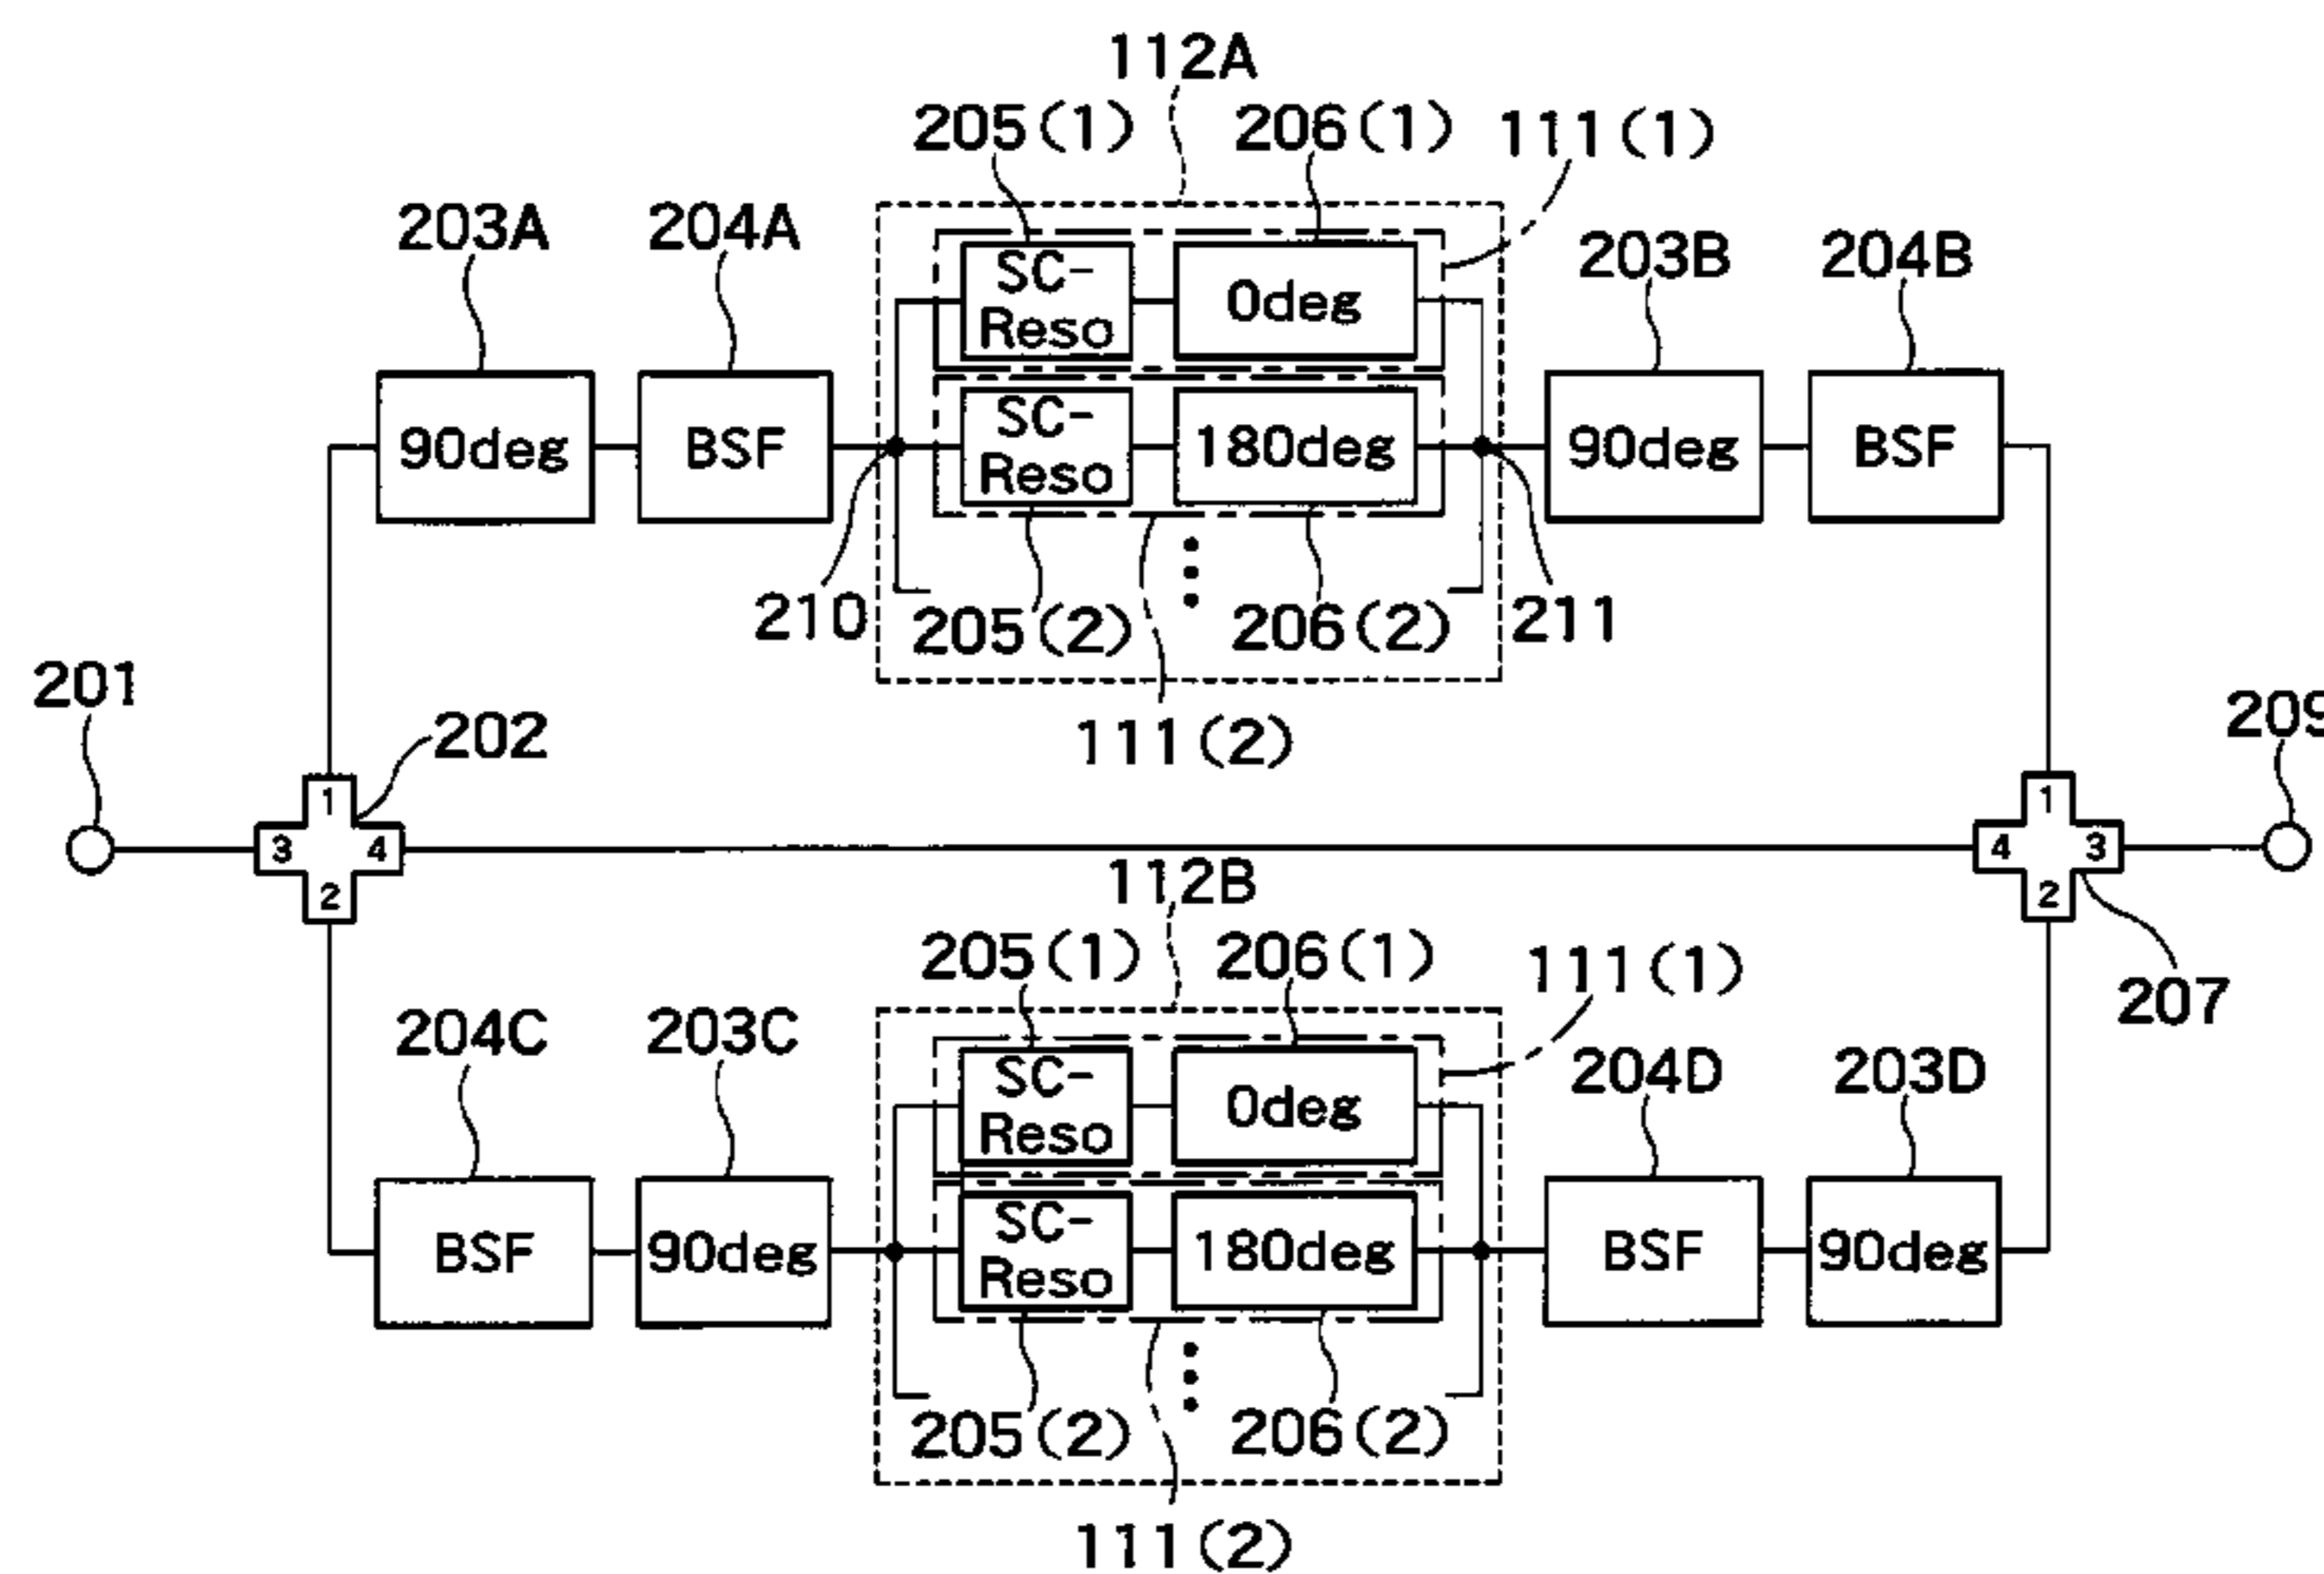 112A
205(1) 206(1) 111(1)
203A 204A 203B 204B
SC-
Reso
0deg
90deg BSF
SC-
Reso
180deg
90deg BSF
210 205(2) 206(2) 211
201 202 111(2) 209
1
3 4
2
1
4 3
2
112B
205(1) 206(1) 111(1) 207
204C 203C 204D 203D
SC-
Reso
0deg
BSF 90deg
SC-
Reso
180deg
BSF 90deg
205(2) 206(2)
111(2)